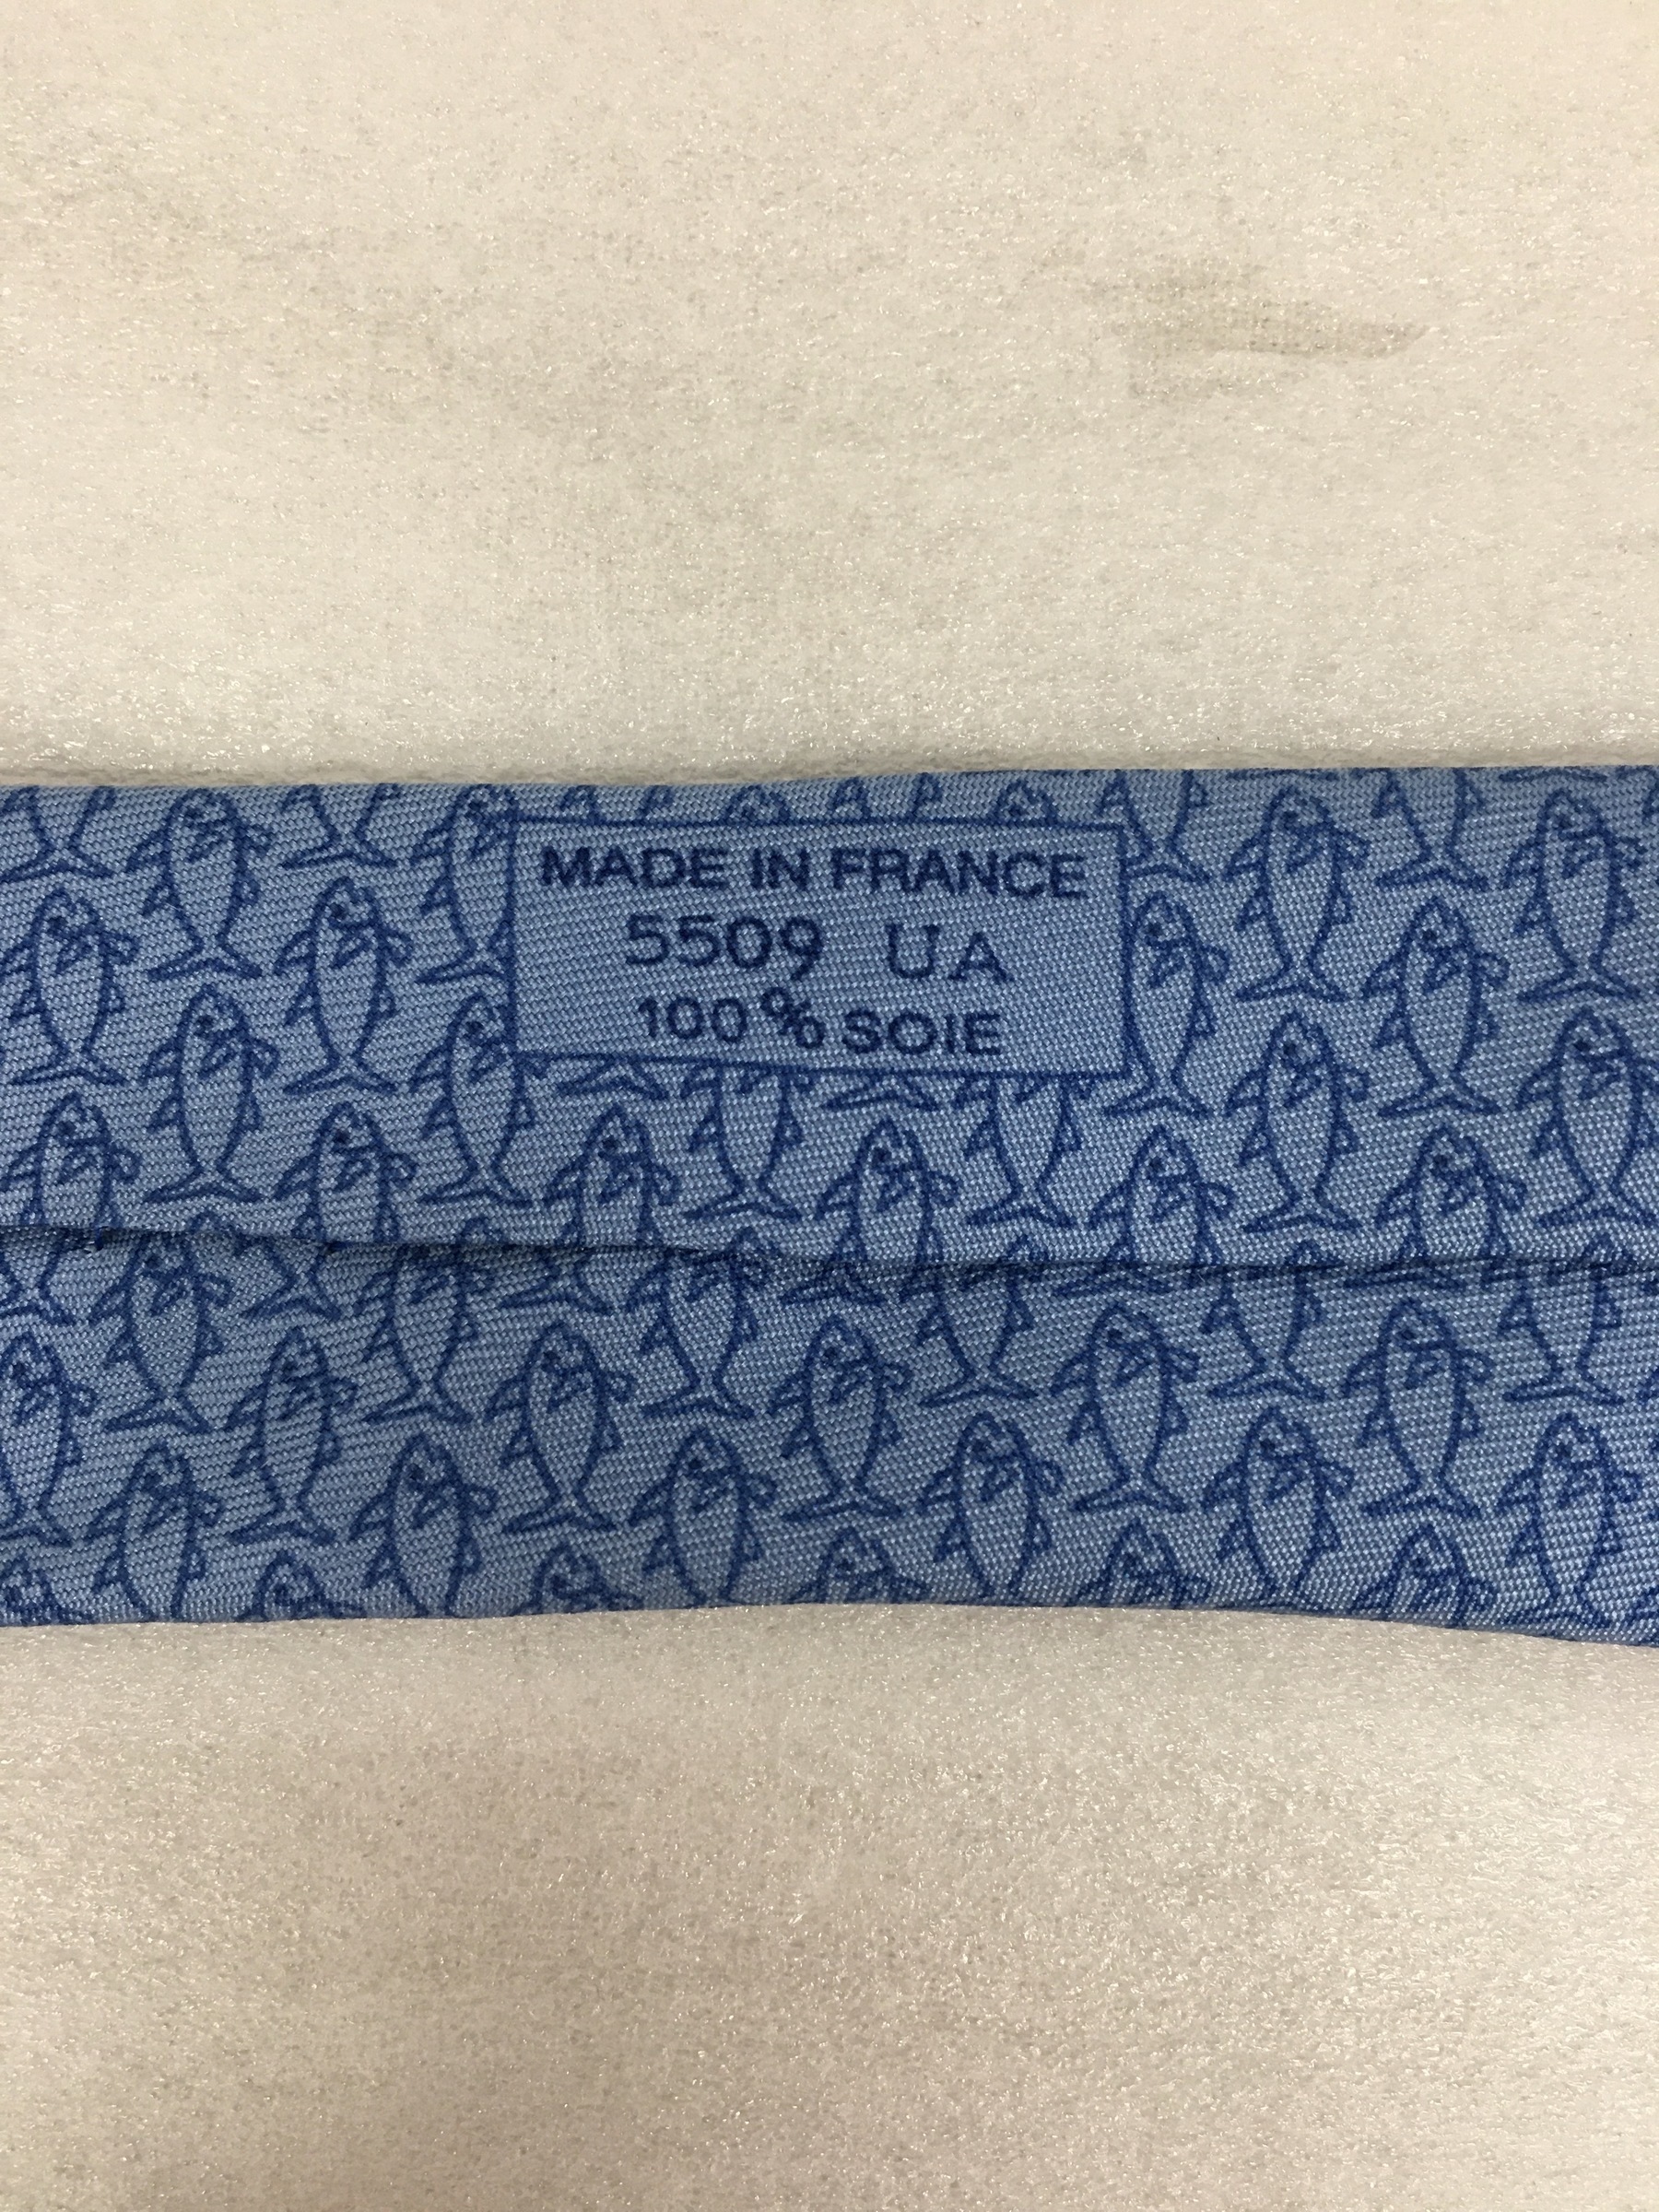 MADE IN FRANCE
5509 UA
100% SOIE